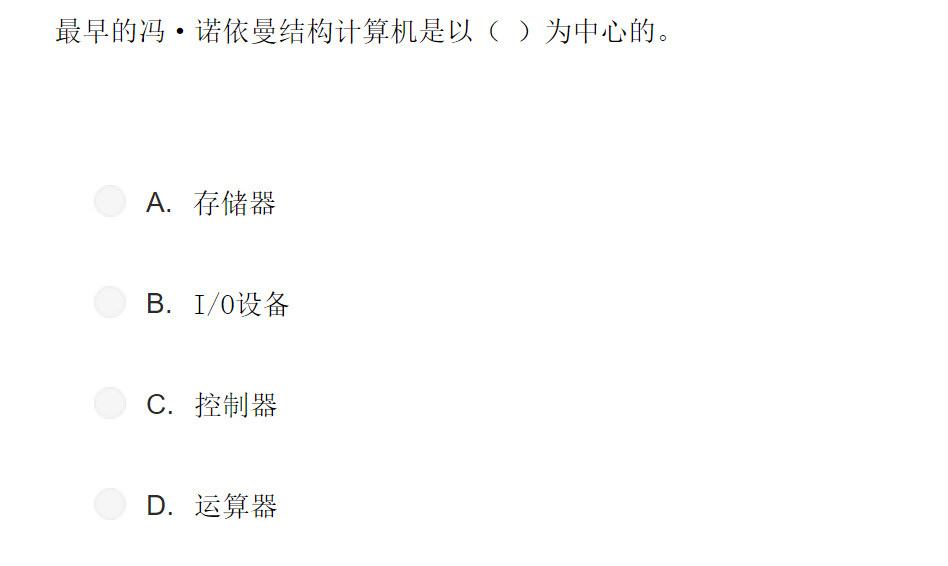 最早的冯·诺依曼结构计算机是以（ ）为中心的。
A. 存储器
B. I/O设备
C. 控制器
D. 运算器